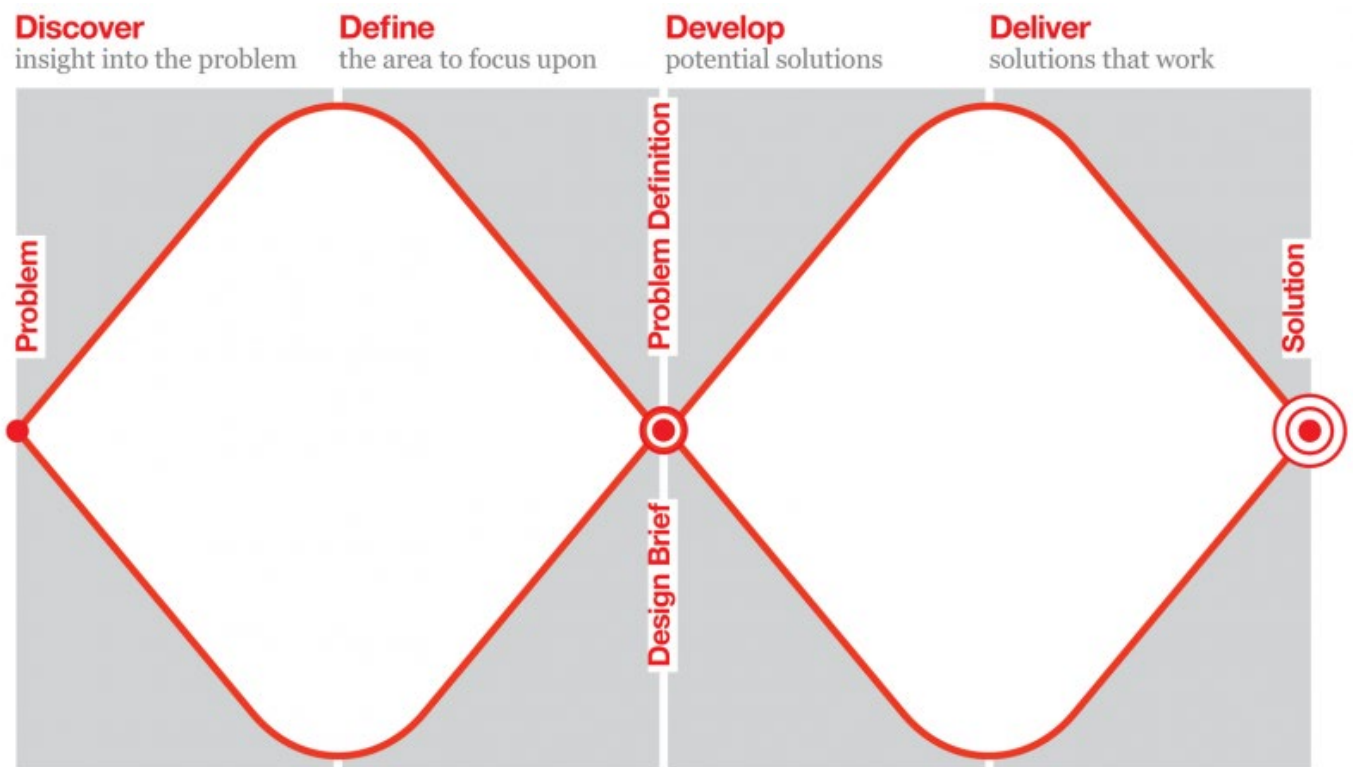 Discover
insight into the problem
Define
the area to focus upon
Develop
potential solutions
Deliver
solutions that work
Problem
Problem Definition
Design Brief
Solution